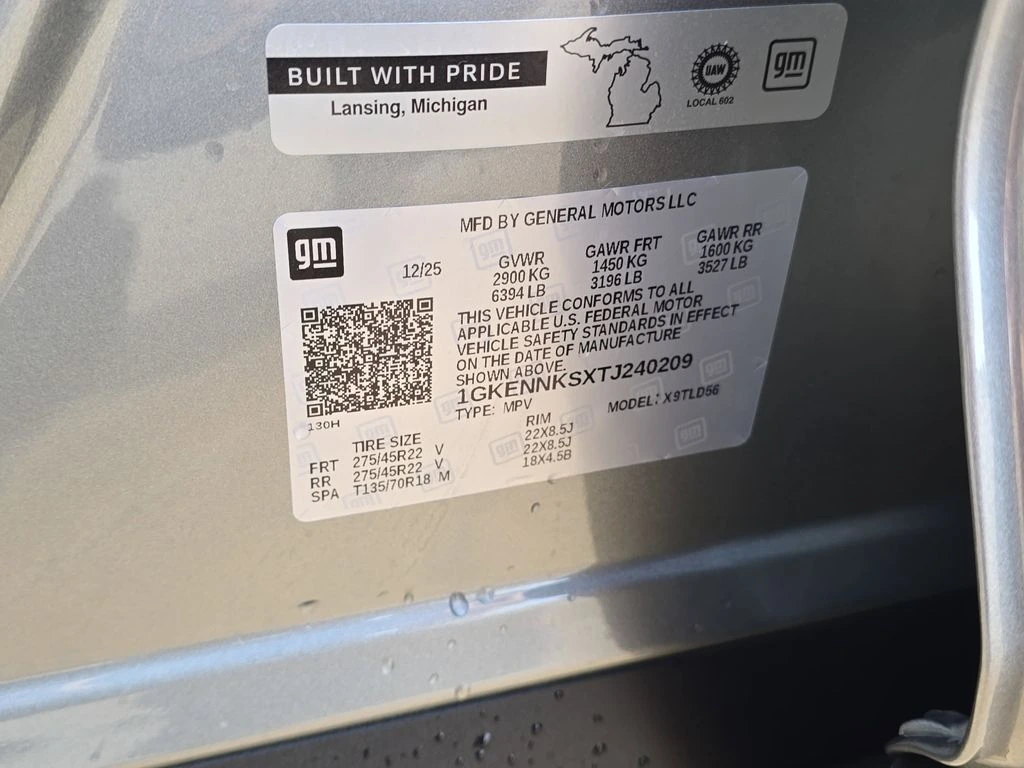 BUILT WITH PRIDE
Lansing, Michigan
UAW
LOCAL 602
gm
gm
MFD BY GENERAL MOTORS LLC
12/25
GVWR
2900 KG
6394 LB
GAWR FRT
1450 KG
3196 LB
GAWR RR
1600 KG
3527 LB
THIS VEHICLE CONFORMS TO ALL
APPLICABLE U.S. FEDERAL MOTOR
VEHICLE SAFETY STANDARDS IN EFFECT
ON THE DATE OF MANUFACTURE
SHOWN ABOVE.
1GKENNKSXTJ240209
TYPE: MPV
MODEL: X9TLD56
130H
TIRE SIZE
RIM
FRT 275/45R22 V 22X8.5J
RR 275/45R22 V 22X8.5J
SPA T135/70R18 M 18X4.5B